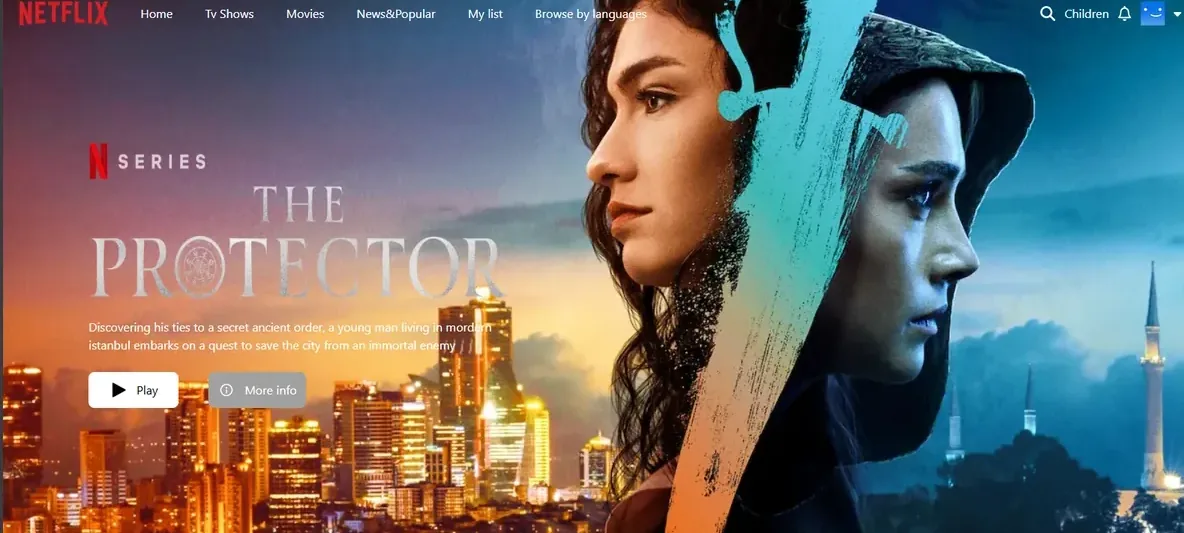 NETFLIX Home Tv Shows Movies News&Popular My list Browse by languages Children
N SERIES
THE
PROTECTOR
Discovering his ties to a secret ancient order, a young man living in mordern
istanbul embarks on a quest to save the city from an immortal enemy
Play More info